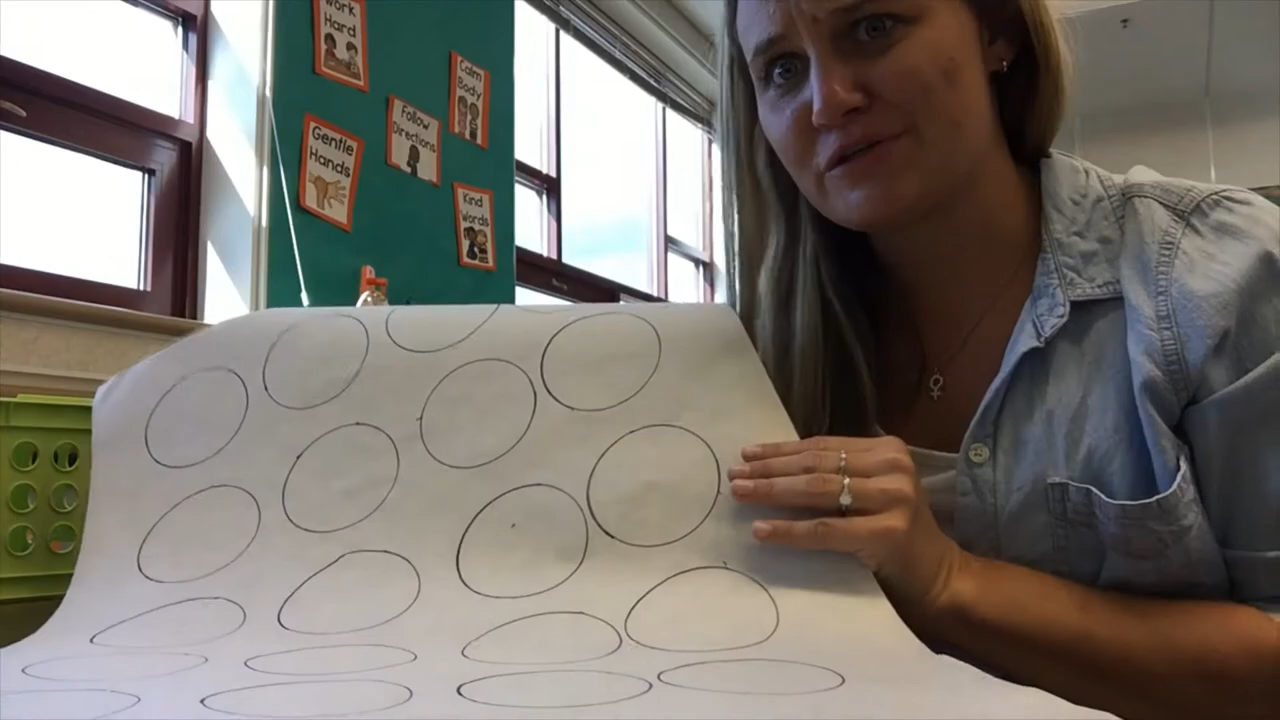 Work
Hard
Calm
Body
Follow
Directions
Gentle
Hands
Kind
Words